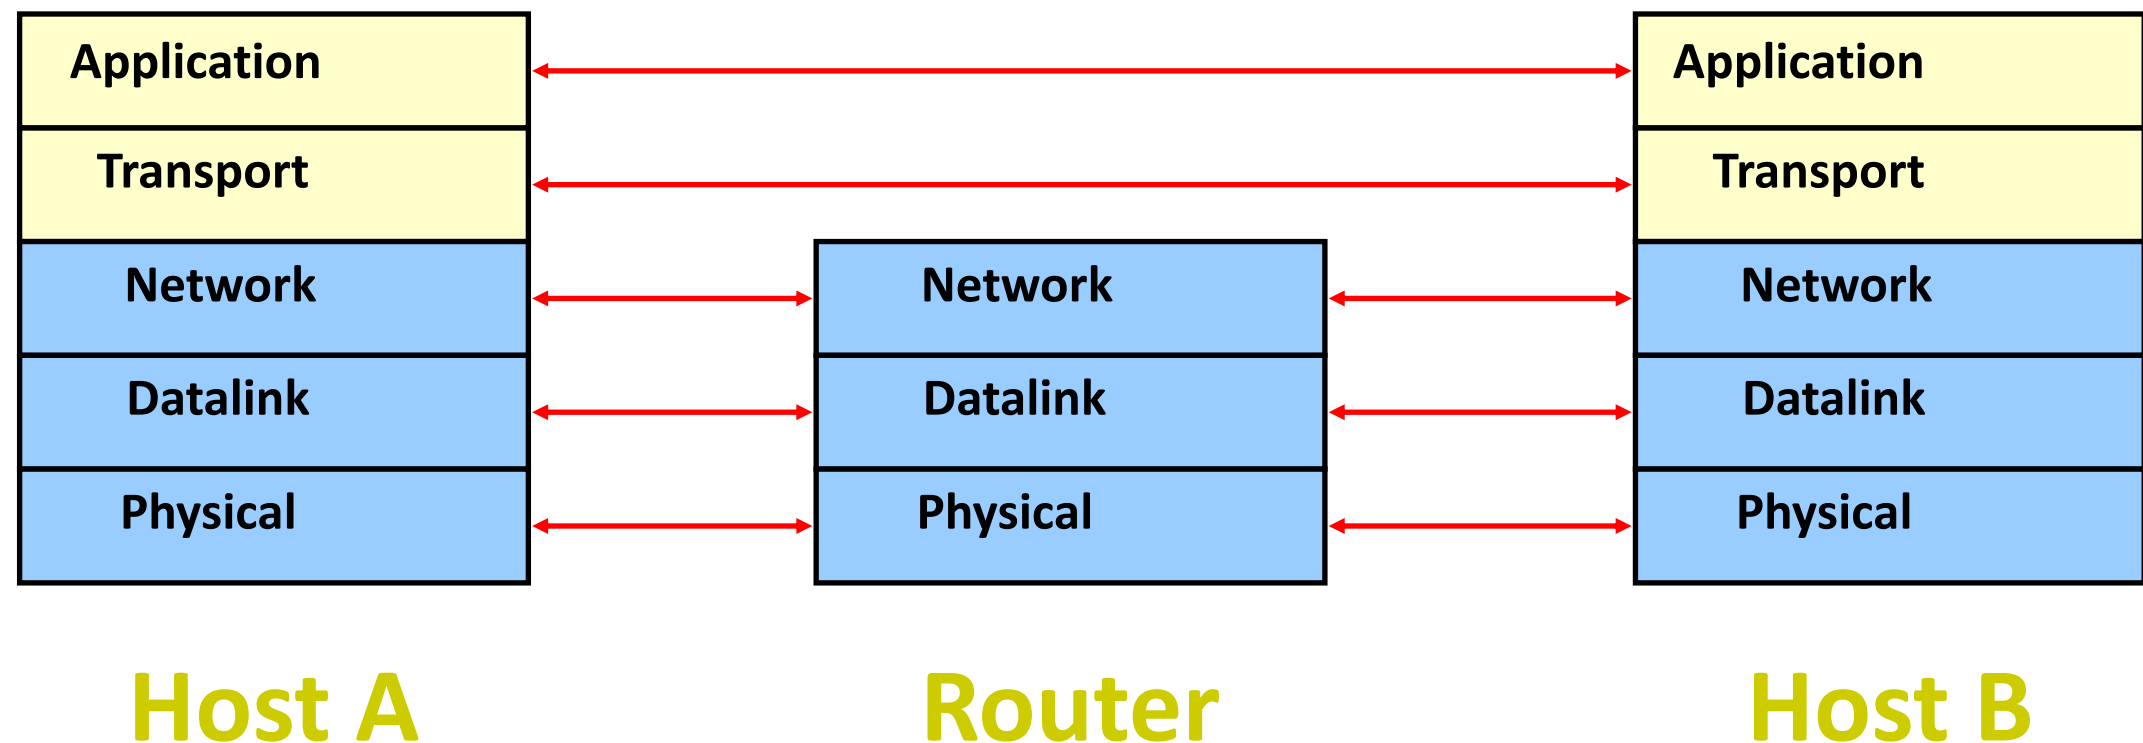 Application
Application
Transport
Transport
Network
Network
Network
Datalink
Datalink
Datalink
Physical
Physical
Physical
Host A
Router
Host B